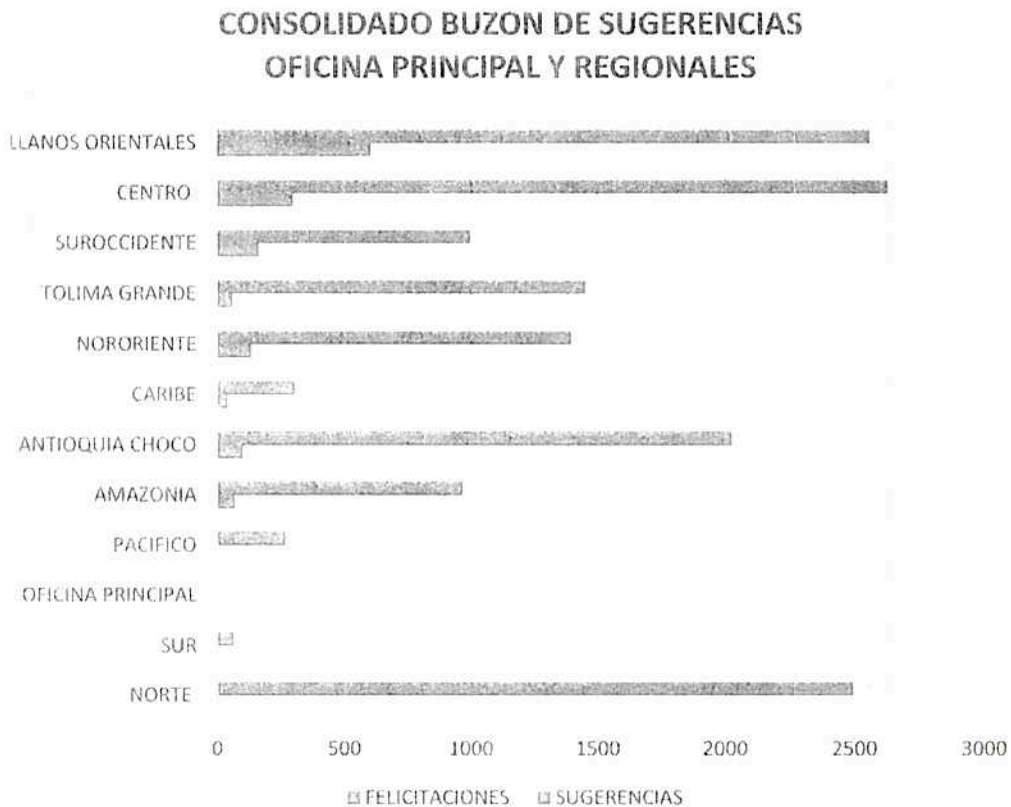 CONSOLIDADO BUZON DE SUGERENCIAS
OFICINA PRINCIPAL Y REGIONALES
LLANOS ORIENTALES
CENTRO
SUROCCIDENTE
TOLIMA GRANDE
NORORIENTE
CARIBE
ANTIOQUIA CHOCO
AMAZONIA
PACIFICO
OFICINA PRINCIPAL
SUR
NORTE
0 500 1000 1500 2000 2500 3000
FELICITACIONES SUGERENCIAS